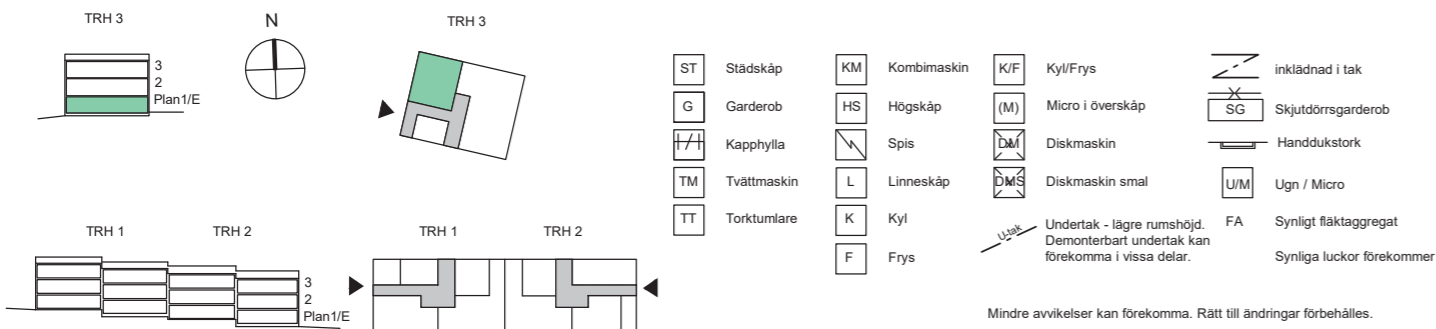 TRH 3
N
TRH 3
3
2
Plan1/E
TRH 1
TRH 2
TRH 1
TRH 2
3
2
Plan1/E
ST Städskåp
G Garderob
Kapphylla
TM Tvättmaskin
TT Torktumlare
KM Kombimaskin
HS Högskåp
Spis
L Linneskåp
K Kyl
F Frys
K/F Kyl/Frys
(M) Micro i överskåp
DM Diskmaskin
DMS Diskmaskin smal
U-tak Undertak - lägre rumshöjd.
Demonterbart undertak kan
förekomma i vissa delar.
inklädnad i tak
SG Skjutdörrsgarderob
Handdukstork
U/M Ugn / Micro
FA Synligt fläktaggregat
Synliga luckor förekommer
Mindre avvikelser kan förekomma. Rätt till ändringar förbehålles.